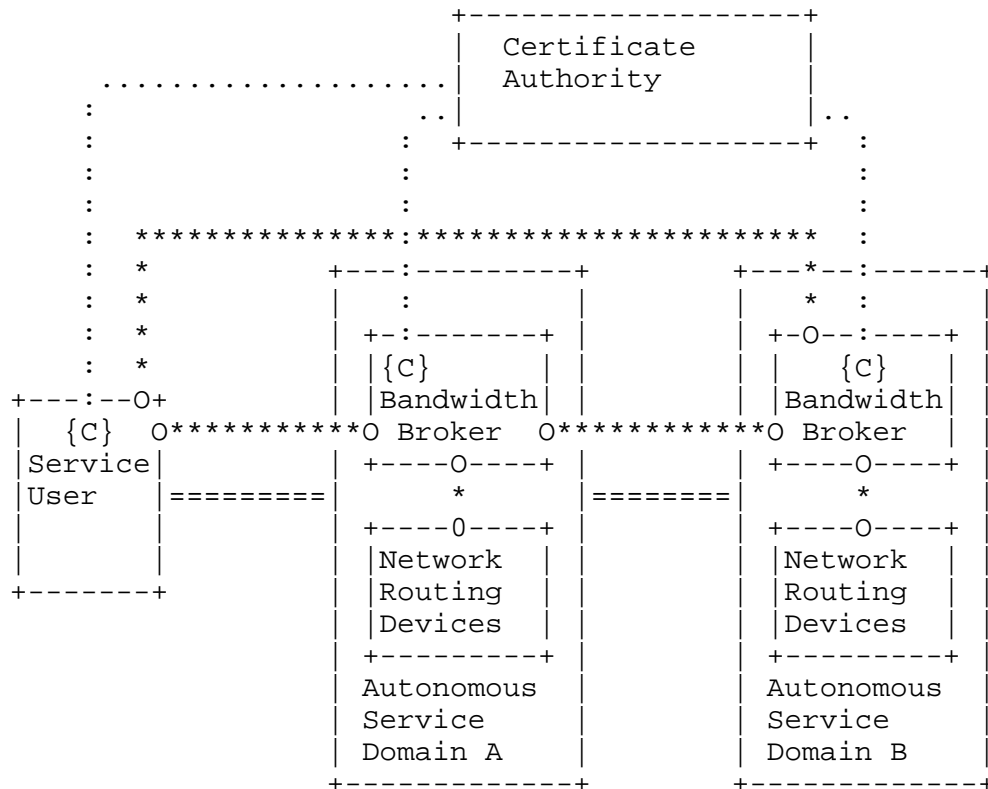 Certificate
Authority
{C}
Service
User
{C}
Bandwidth
Broker
Network
Routing
Devices
Autonomous
Service
Domain A
{C}
Bandwidth
Broker
Network
Routing
Devices
Autonomous
Service
Domain B